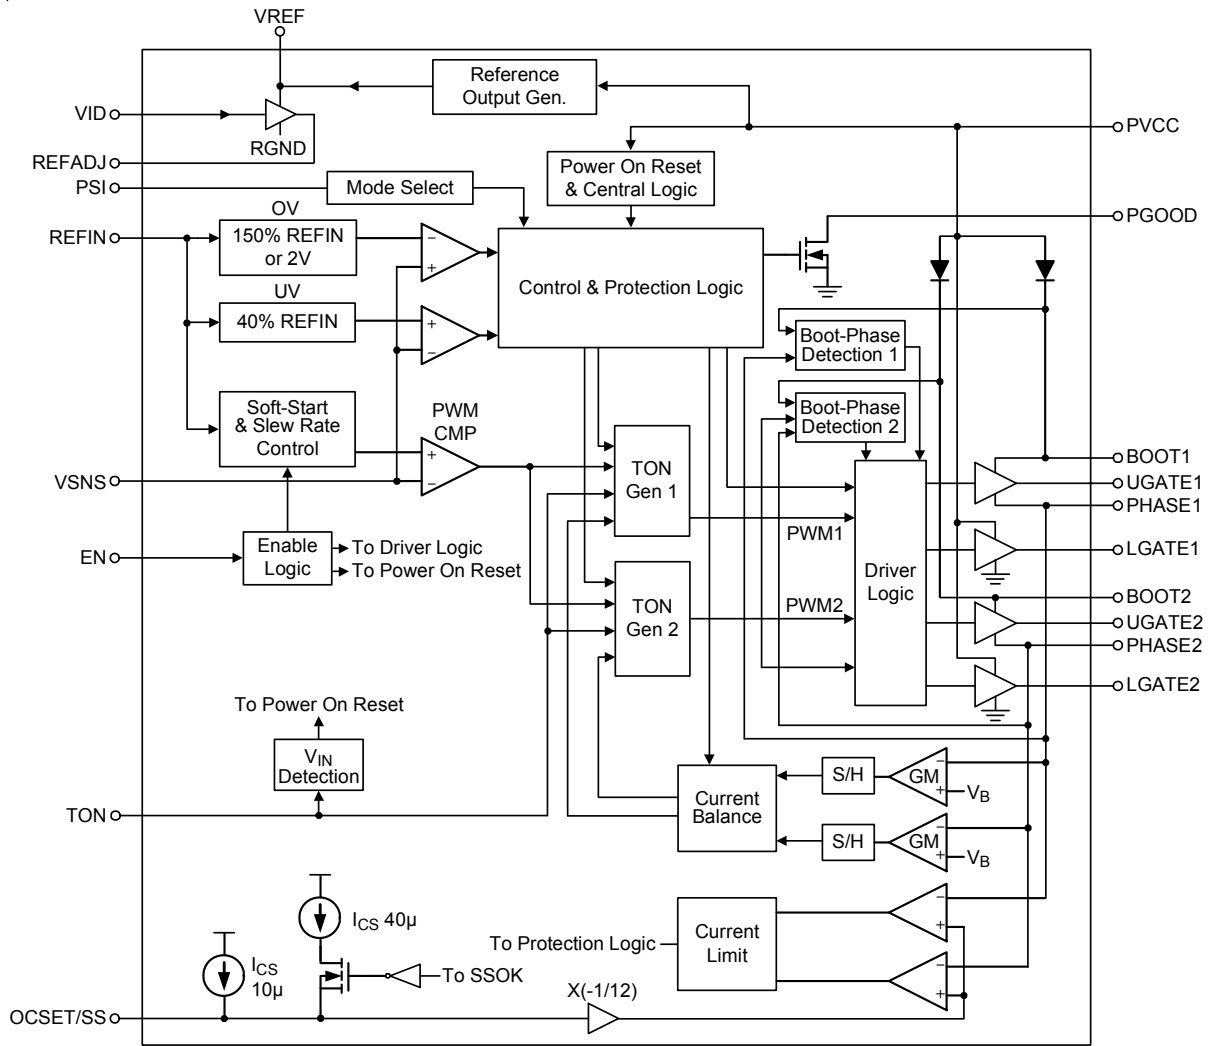 VREF
Reference
Output Gen.
VID
PVCC
RGND
REFADJ
Power On Reset
& Central Logic
PSI
Mode Select
OV
PGOOD
REFIN
150% REFIN
or 2V
−
+
Control & Protection Logic
UV
40% REFIN
+
−
Boot-Phase
Detection 1
Soft-Start
& Slew Rate
Control
PWM
CMP
Boot-Phase
Detection 2
+
−
TON
Gen 1
BOOT1
VSNS
UGATE1
PHASE1
PWM1
EN
Enable
Logic
To Driver Logic
To Power On Reset
LGATE1
Driver
Logic
TON
Gen 2
PWM2
BOOT2
UGATE2
PHASE2
LGATE2
To Power On Reset
VIN
Detection
S/H
GM
−
+
VB
Current
Balance
TON
S/H
GM
−
+
VB
ICS 40µ
−
+
Current
Limit
To Protection Logic
ICS
10µ
To SSOK
−
+
X(-1/12)
OCSET/SS